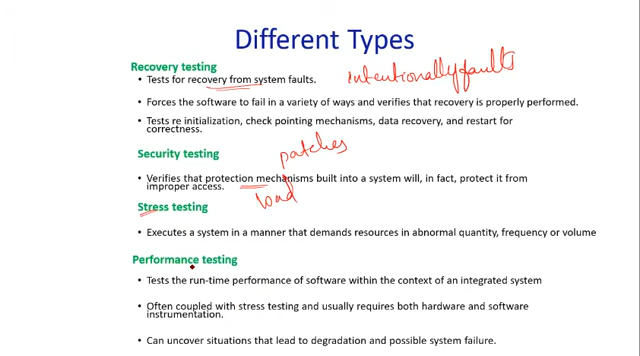 Different Types
Recovery testing
• Tests for recovery from system faults.
intentionally faults
• Forces the software to fail in a variety of ways and verifies that recovery is properly performed.
• Tests re initialization, check pointing mechanisms, data recovery, and restart for
correctness.
patches
Security testing
• Verifies that protection mechanisms built into a system will, in fact, protect it from
improper access.
load
Stress testing
• Executes a system in a manner that demands resources in abnormal quantity, frequency or volume
Performance testing
• Tests the run-time performance of software within the context of an integrated system
• Often coupled with stress testing and usually requires both hardware and software
instrumentation.
• Can uncover situations that lead to degradation and possible system failure.